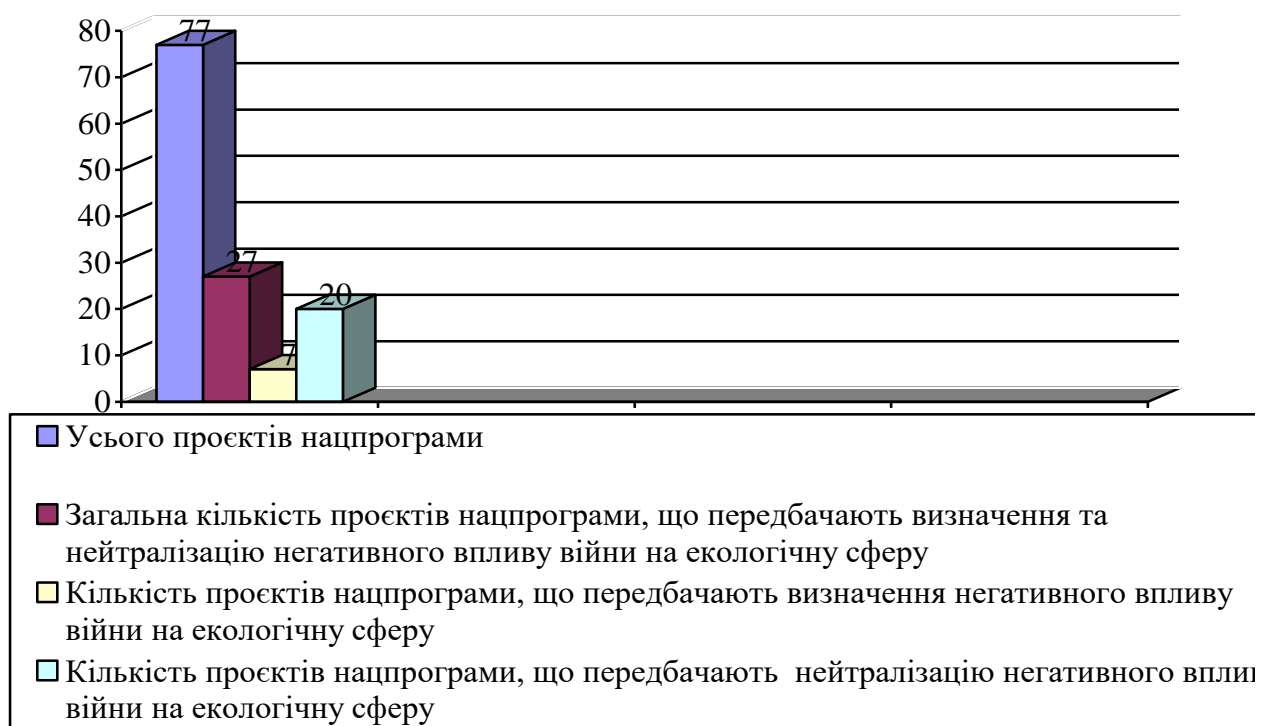 80
70
60
50
40
30
20
10
0
77
27
7
20
Усього проєктів нацпрограми
Загальна кількість проєктів нацпрограми, що передбачають визначення та
нейтралізацію негативного впливу війни на екологічну сферу
Кількість проєктів нацпрограми, що передбачають визначення негативного впливу
війни на екологічну сферу
Кількість проєктів нацпрограми, що передбачають  нейтралізацію негативного
війни на екологічну сферу